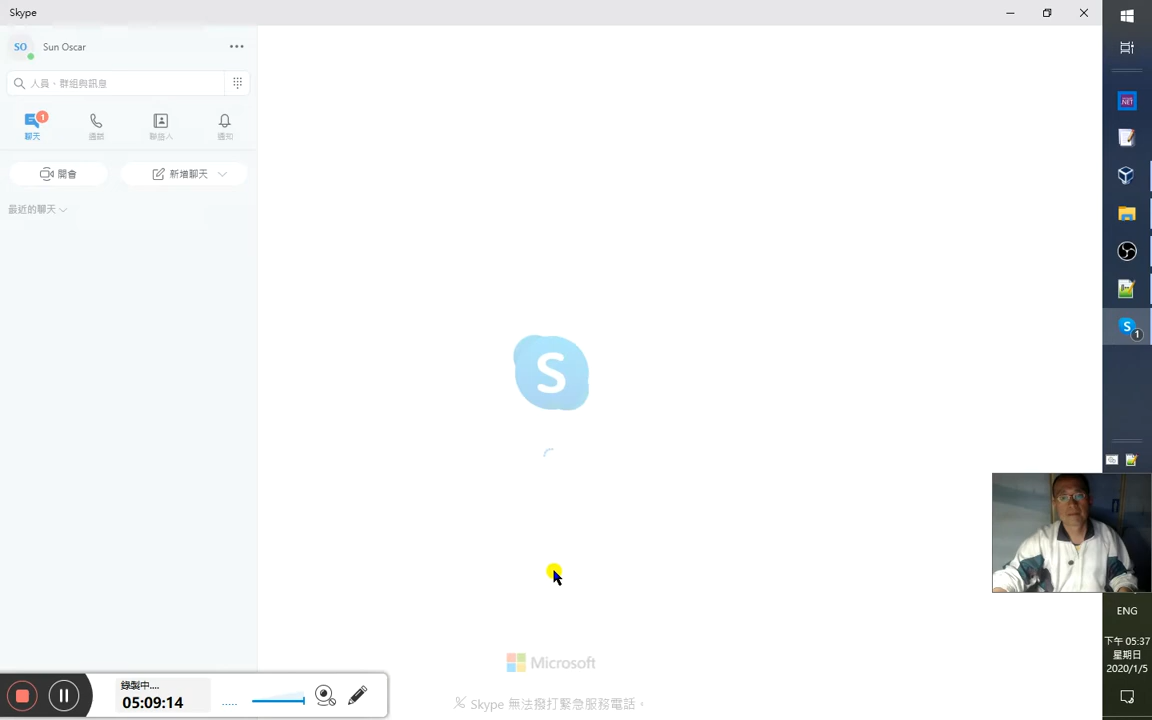 Skype
SO Sun Oscar
人員、群組與訊息
1
聊天 通話 聯絡人 通知
開會 新增聊天
最近的聊天
S
Microsoft
Skype 無法撥打緊急服務電話。
錄製中....
05:09:14
.NET
S 1
ENG
下午 05:37
星期日
2020/1/5